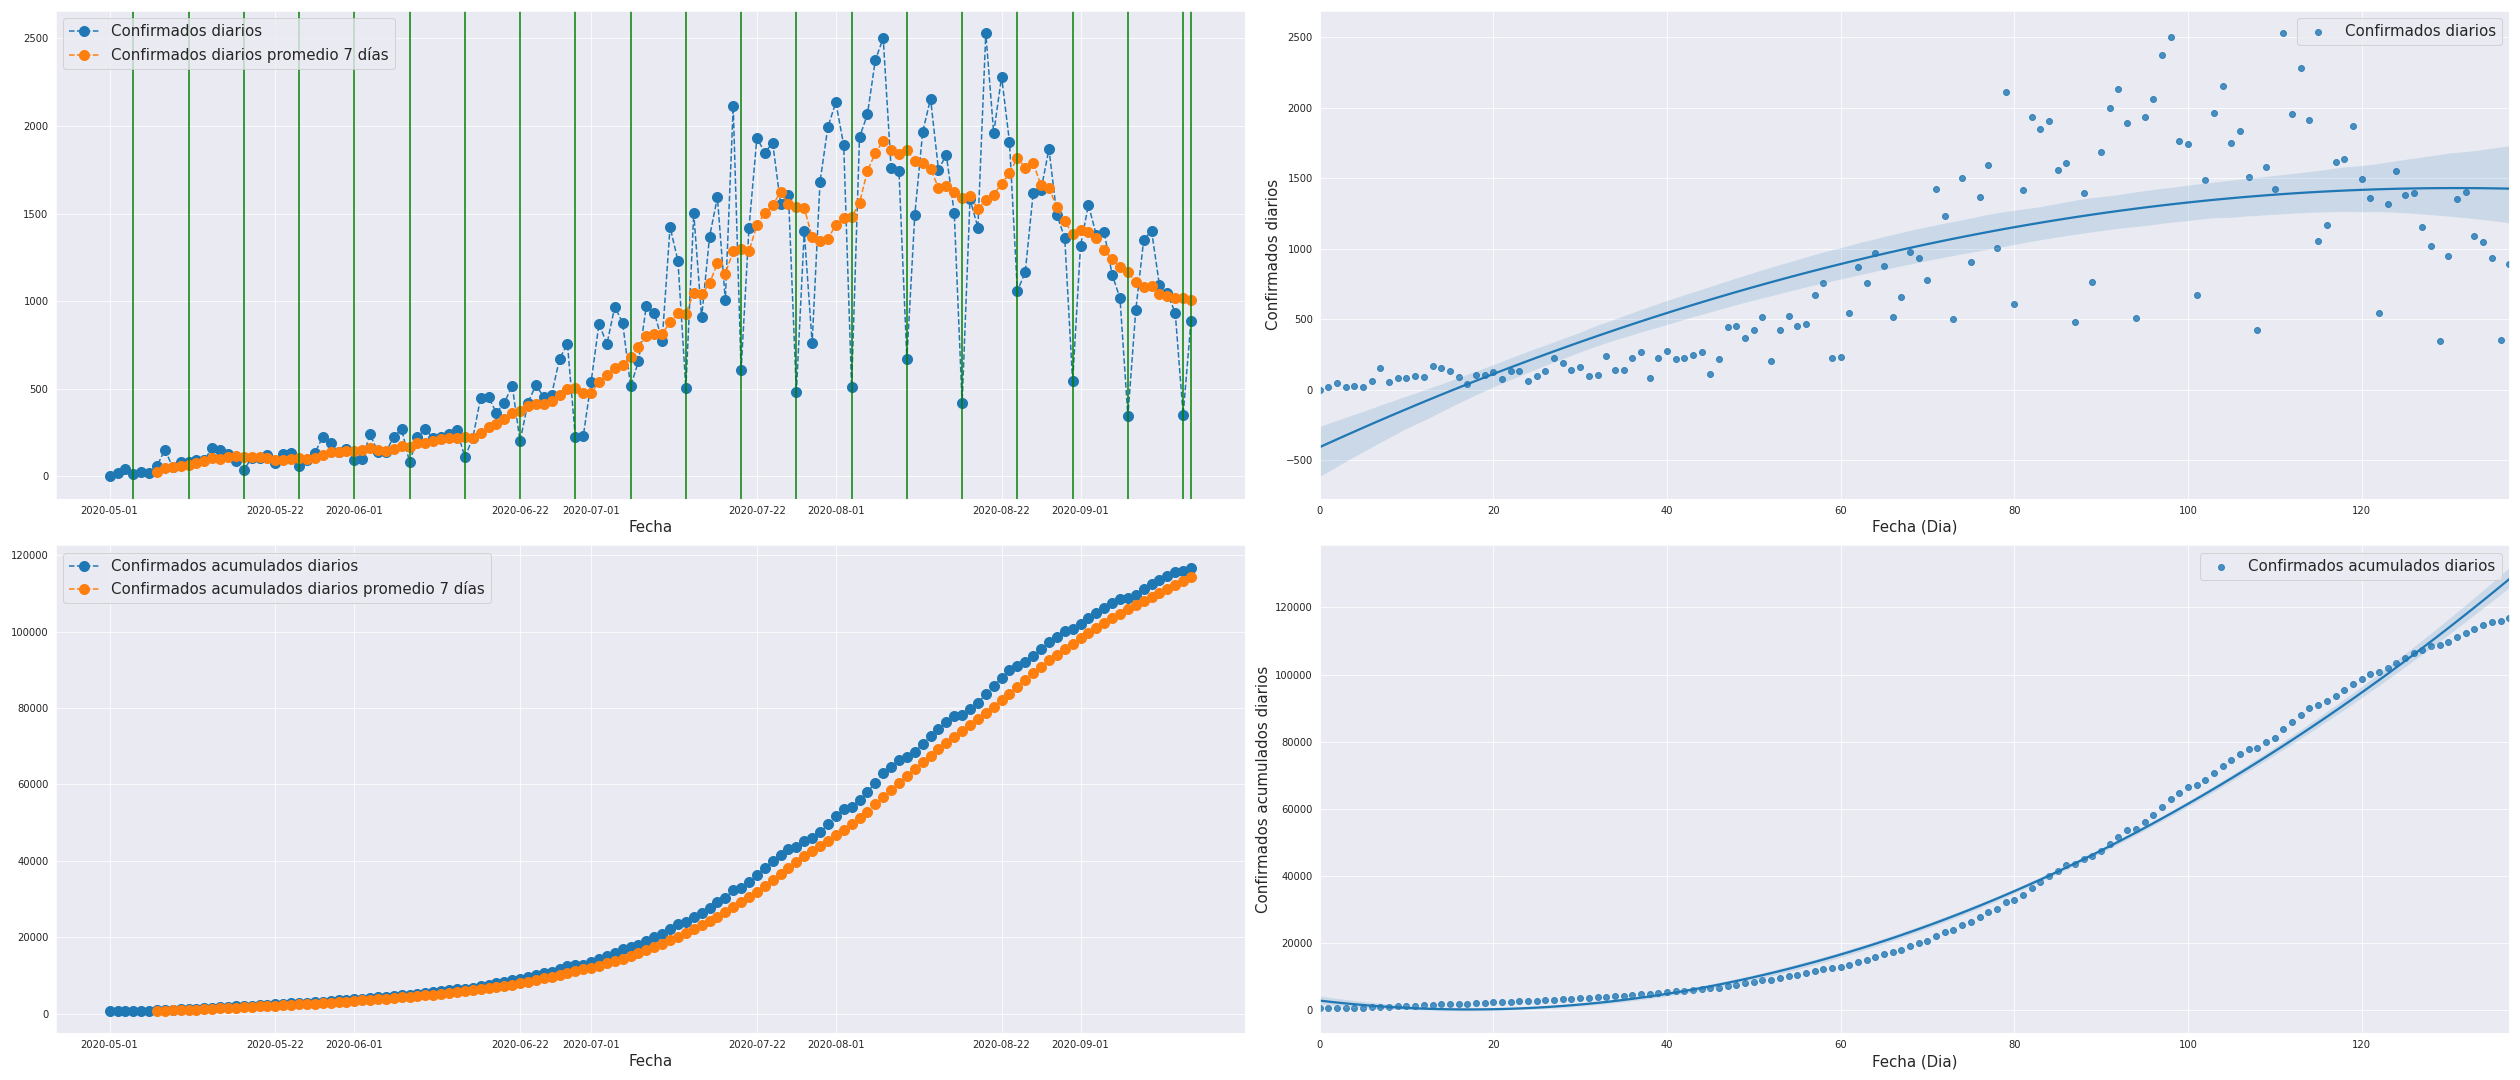 Confirmados diarios
Confirmados diarios promedio 7 días
2500
2000
1500
1000
500
0
2020-05-01 2020-05-22 2020-06-01 2020-06-22 2020-07-01 2020-07-22 2020-08-01 2020-08-22 2020-09-01
Fecha
Confirmados diarios
Confirmados diarios
2500
2000
1500
1000
500
0
−500
0 20 40 60 80 100 120
Fecha (Dia)
Confirmados acumulados diarios
Confirmados acumulados diarios promedio 7 días
120000
100000
80000
60000
40000
20000
0
2020-05-01 2020-05-22 2020-06-01 2020-06-22 2020-07-01 2020-07-22 2020-08-01 2020-08-22 2020-09-01
Fecha
Confirmados acumulados diarios
Confirmados acumulados diarios
120000
100000
80000
60000
40000
20000
0
0 20 40 60 80 100 120
Fecha (Dia)